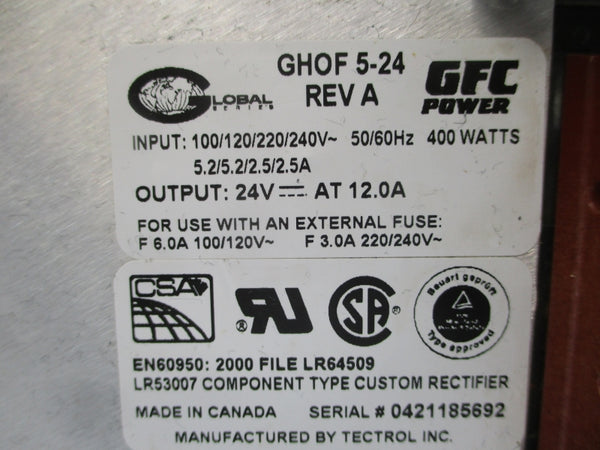 GLOBAL
SERIES
GHOF 5-24
REV A
GFC
POWER
INPUT: 100/120/220/240V~ 50/60Hz 400 WATTS
5.2/5.2/2.5/2.5A
OUTPUT: 24V⎓ AT 12.0A
FOR USE WITH AN EXTERNAL FUSE:
F 6.0A 100/120V~ F 3.0A 220/240V~
CSA
®
SA
®
Bauart geprüft
TÜV
Type approved
EN60950: 2000 FILE LR64509
LR53007 COMPONENT TYPE CUSTOM RECTIFIER
MADE IN CANADA SERIAL # 0421185692
MANUFACTURED BY TECTROL INC.